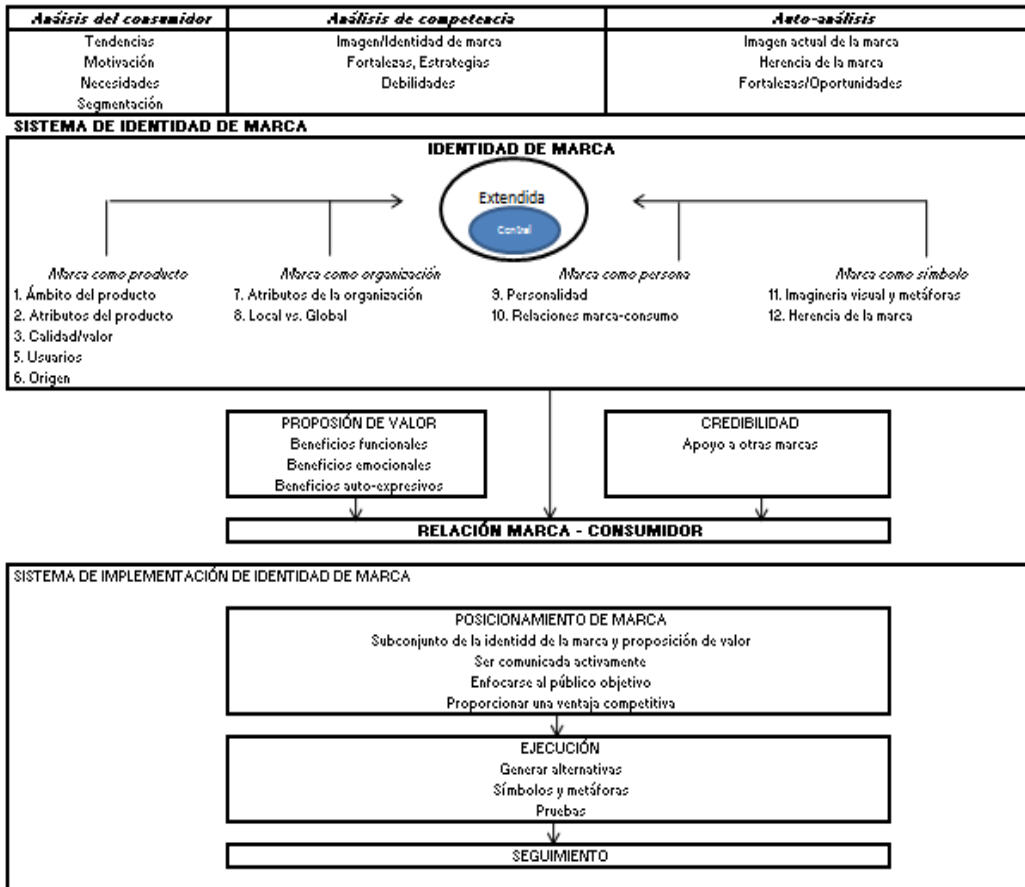 Anáisis del consumidor
Análisis de competencia
Auto-análisis
Tendencias
Motivación
Necesidades
Segmentación
Imagen/Identidad de marca
Fortalezas, Estrategias
Debilidades
Imagen actual de la marca
Herencia de la marca
Fortalezas/Oportunidades
SISTEMA DE IDENTIDAD DE MARCA
IDENTIDAD DE MARCA
Extendida
Contral
Marca como producto
1. Ámbito del producto
2. Atributos del producto
3. Calidad/valor
5. Usuarios
6. Origen
Marca como organización
7. Atributos de la organización
8. Local vs. Global
Marca como persona
9. Personalidad
10. Relaciones marca-consumo
Marca como símbolo
11. Imagineria visual y metáforas
12. Herencia de la marca
PROPOSIÓN DE VALOR
Beneficios funcionales
Beneficios emocionales
Beneficios auto-expresivos
CREDIBILIDAD
Apoyo a otras marcas
RELACIÓN MARCA - CONSUMIDOR
SISTEMA DE IMPLEMENTACIÓN DE IDENTIDAD DE MARCA
POSICIONAMIENTO DE MARCA
Subconjunto de la identidd de la marca y proposición de valor
Ser comunicada activamente
Enfocarse al público objetivo
Proporcionar una ventaja competitiva
EJECUCIÓN
Generar alternativas
Símbolos y metáforas
Pruebas
SEGUIMIENTO